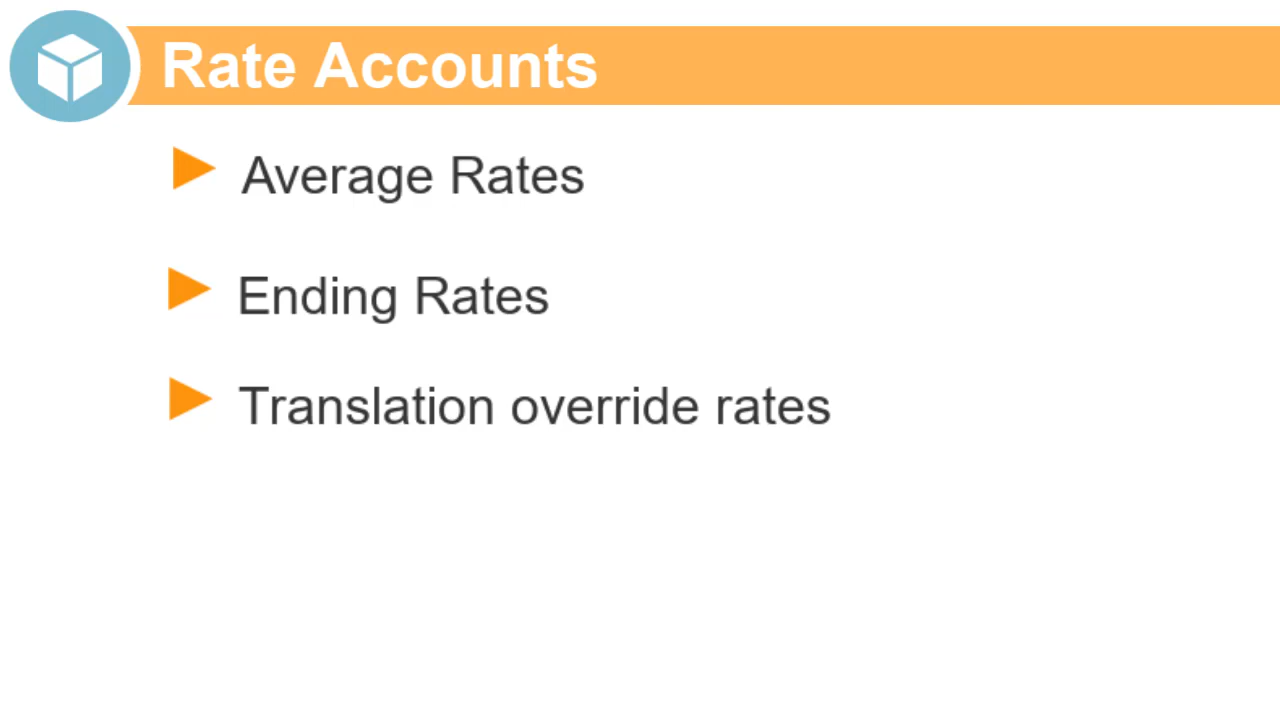 Rate Accounts
Average Rates
Ending Rates
Translation override rates